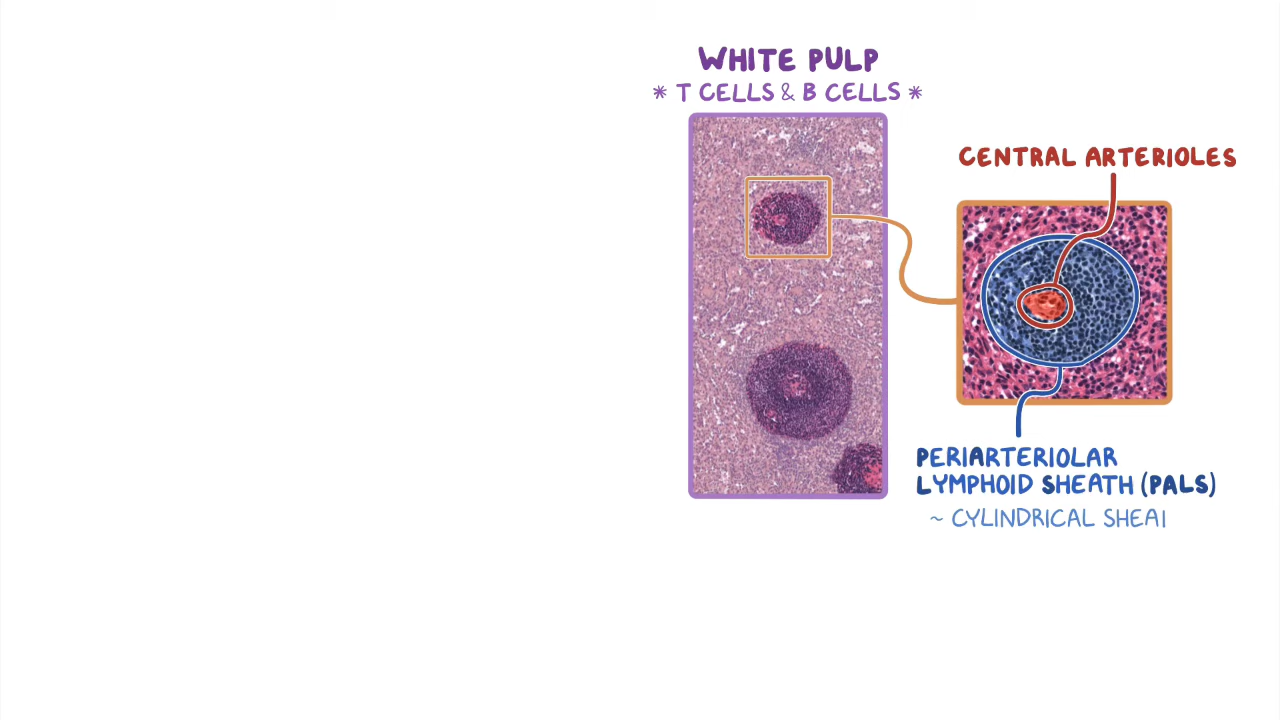 WHITE PULP
* T CELLS & B CELLS *
CENTRAL ARTERIOLES
PERIARTERIOLAR
LYMPHOID SHEATH (PALS)
~ CYLINDRICAL